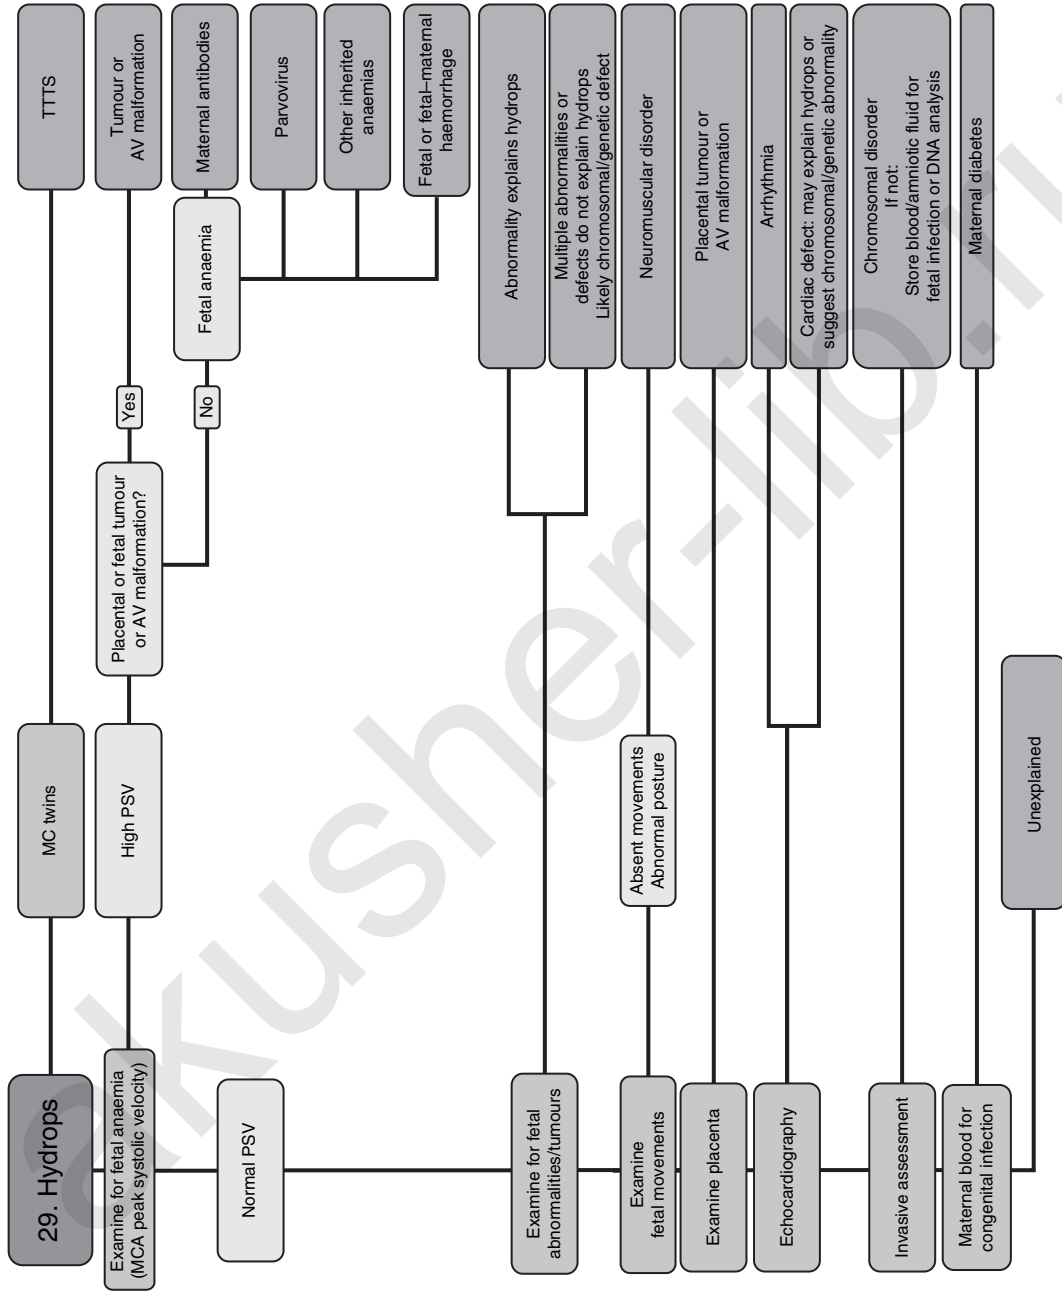 29. Hydrops
MC twins
TTTS
Examine for fetal anaemia
(MCA peak systolic velocity)
High PSV
Placental or fetal tumour
or AV malformation?
Yes
Tumour or
AV malformation
No
Fetal anaemia
Maternal antibodies
Parvovirus
Other inherited
anaemias
Fetal or fetal–maternal
haemorrhage
Normal PSV
Examine for fetal
abnormalities/tumours
Abnormality explains hydrops
Multiple abnormalities or
defects do not explain hydrops
Likely chromosomal/genetic defect
Examine
fetal movements
Absent movements
Abnormal posture
Neuromuscular disorder
Examine placenta
Placental tumour or
AV malformation
Echocardiography
Arrhythmia
Cardiac defect: may explain hydrops or
suggest chromosomal/genetic abnormality
Invasive assessment
Chromosomal disorder
If not:
Store blood/amniotic fluid for
fetal infection or DNA analysis
Maternal blood for
congenital infection
Maternal diabetes
Unexplained
akusher-lib.ru